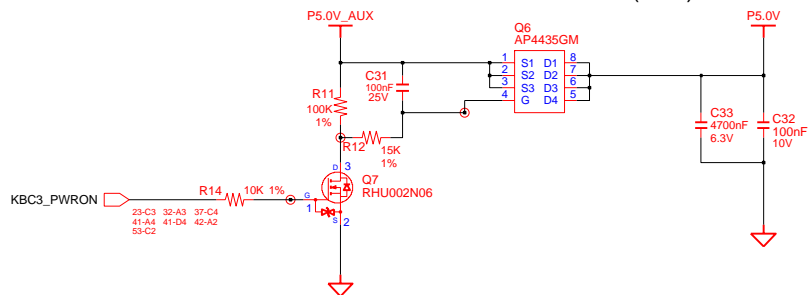 P5.0V_AUX
Q6
AP4435GM
P5.0V
1 S1 D1 8
2 S2 D2 7
3 S3 D3 6
4 G D4 5
C31
100nF
25V
R11
100K
1%
R12
15K
1%
C33
4700nF
6.3V
C32
100nF
10V
D 3
Q7
RHU002N06
KBC3_PWRON
R14
10K 1%
G
1
S
2
23-C3 32-A3 37-C4
41-A4 41-D4 42-A2
53-C2